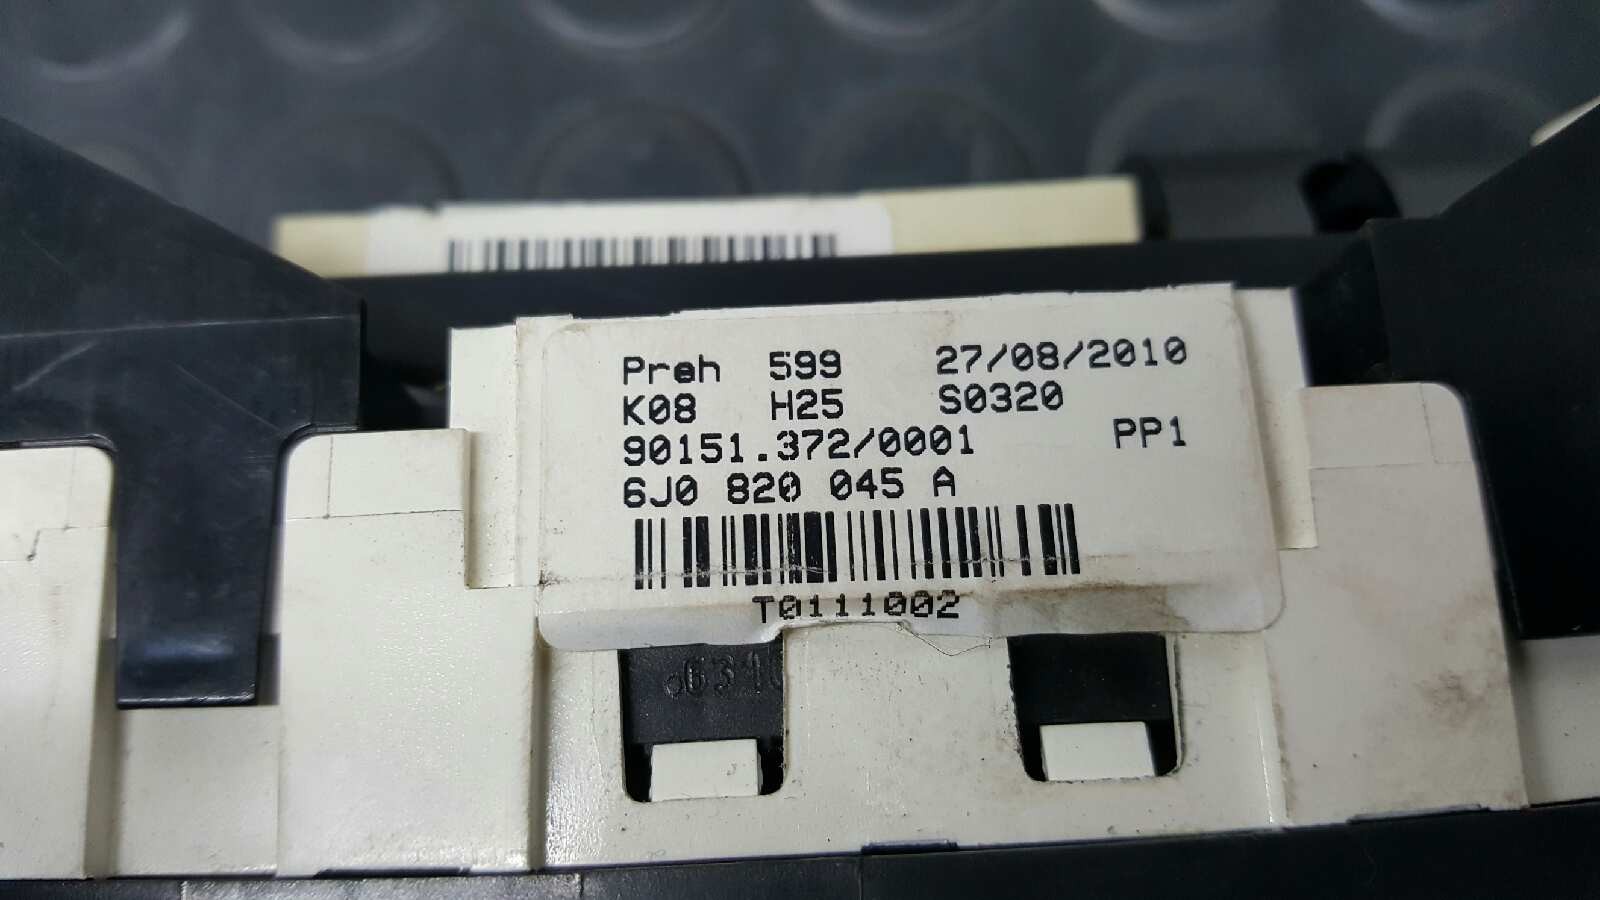 Preh 599 27/08/2010
K08 H25 S0320
90151.372/0001 PP1
6J0 820 045 A
T0111002